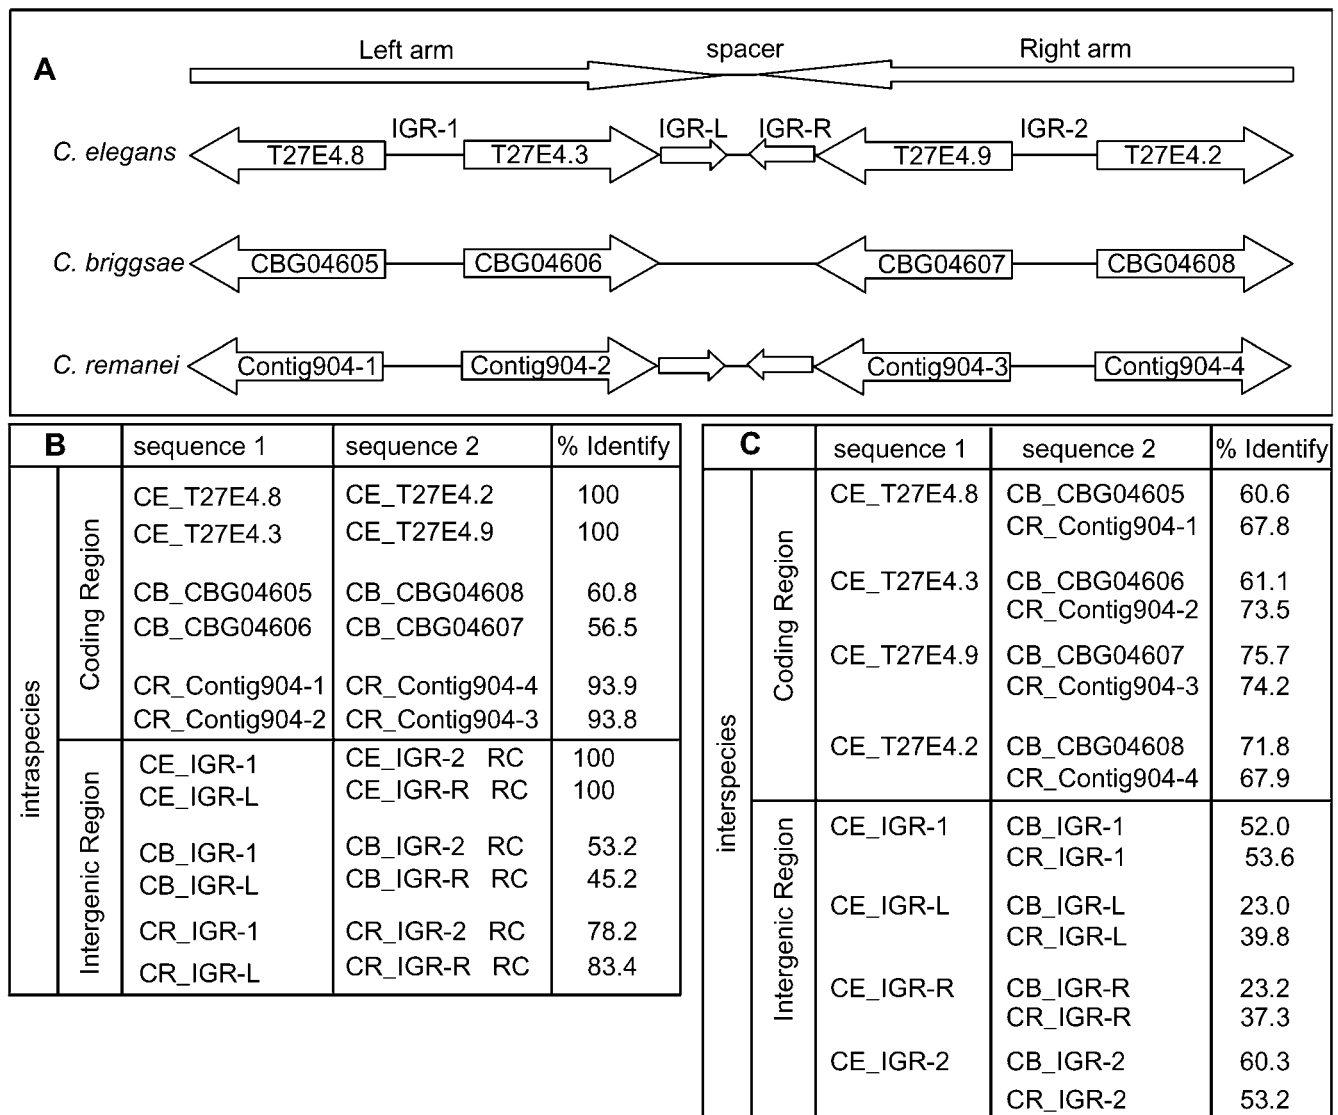 A
Left arm spacer Right arm
IGR-1 IGR-L IGR-R IGR-2
C. elegans T27E4.8 T27E4.3 T27E4.9 T27E4.2
C. briggsae CBG04605 CBG04606 CBG04607 CBG04608
C. remanei Contig904-1 Contig904-2 Contig904-3 Contig904-4
B sequence 1 sequence 2 % Identify
intraspecies
Coding Region
CE_T27E4.8 CE_T27E4.2 100
CE_T27E4.3 CE_T27E4.9 100
CB_CBG04605 CB_CBG04608 60.8
CB_CBG04606 CB_CBG04607 56.5
CR_Contig904-1 CR_Contig904-4 93.9
CR_Contig904-2 CR_Contig904-3 93.8
Intergenic Region
CE_IGR-1 CE_IGR-2 RC 100
CE_IGR-L CE_IGR-R RC 100
CB_IGR-1 CB_IGR-2 RC 53.2
CB_IGR-L CB_IGR-R RC 45.2
CR_IGR-1 CR_IGR-2 RC 78.2
CR_IGR-L CR_IGR-R RC 83.4
C sequence 1 sequence 2 % Identify
interspecies
Coding Region
CE_T27E4.8 CB_CBG04605 60.6
CR_Contig904-1 67.8
CE_T27E4.3 CB_CBG04606 61.1
CR_Contig904-2 73.5
CE_T27E4.9 CB_CBG04607 75.7
CR_Contig904-3 74.2
CE_T27E4.2 CB_CBG04608 71.8
CR_Contig904-4 67.9
Intergenic Region
CE_IGR-1 CB_IGR-1 52.0
CR_IGR-1 53.6
CE_IGR-L CB_IGR-L 23.0
CR_IGR-L 39.8
CE_IGR-R CB_IGR-R 23.2
CR_IGR-R 37.3
CE_IGR-2 CB_IGR-2 60.3
CR_IGR-2 53.2